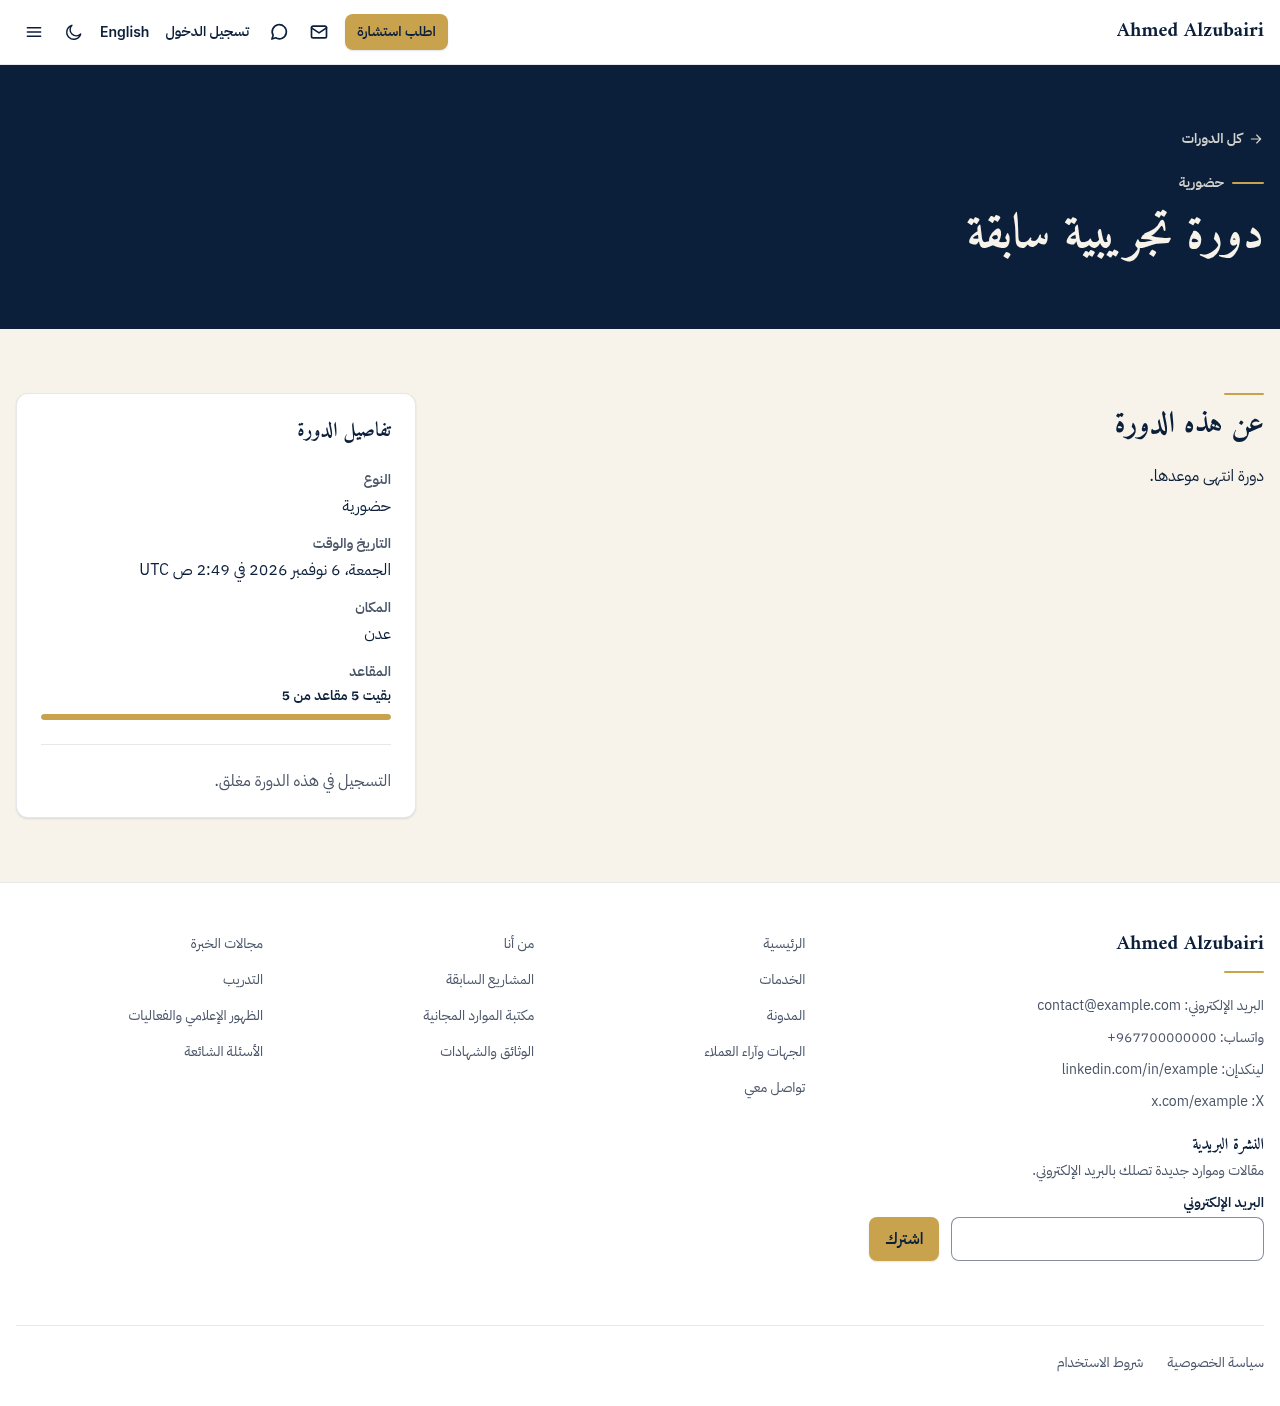 Ahmed Alzubairi
اطلب استشارة
تسجيل الدخول
English
كل الدورات
حضورية
دورة تجريبية سابقة
عن هذه الدورة
دورة انتهى موعدها.
تفاصيل الدورة
النوع
حضورية
التاريخ والوقت
الجمعة، 6 نوفمبر 2026 في 2:49 ص UTC
المكان
عدن
المقاعد
بقيت 5 مقاعد من 5
التسجيل في هذه الدورة مغلق.
Ahmed Alzubairi
البريد الإلكتروني: contact@example.com
واتساب: 967700000000+
لينكدإن: linkedin.com/in/example
X: x.com/example
النشرة البريدية
مقالات وموارد جديدة تصلك بالبريد الإلكتروني.
البريد الإلكتروني
اشترك
الرئيسية
الخدمات
المدونة
الجهات وآراء العملاء
تواصل معي
من أنا
المشاريع السابقة
مكتبة الموارد المجانية
الوثائق والشهادات
مجالات الخبرة
التدريب
الظهور الإعلامي والفعاليات
الأسئلة الشائعة
سياسة الخصوصية
شروط الاستخدام